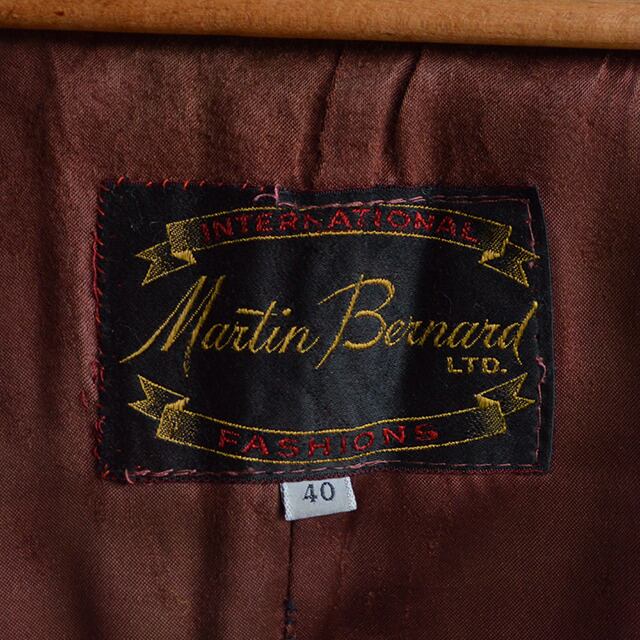 INTERNATIONAL
Martin Bernard
LTD.
FASHIONS
40